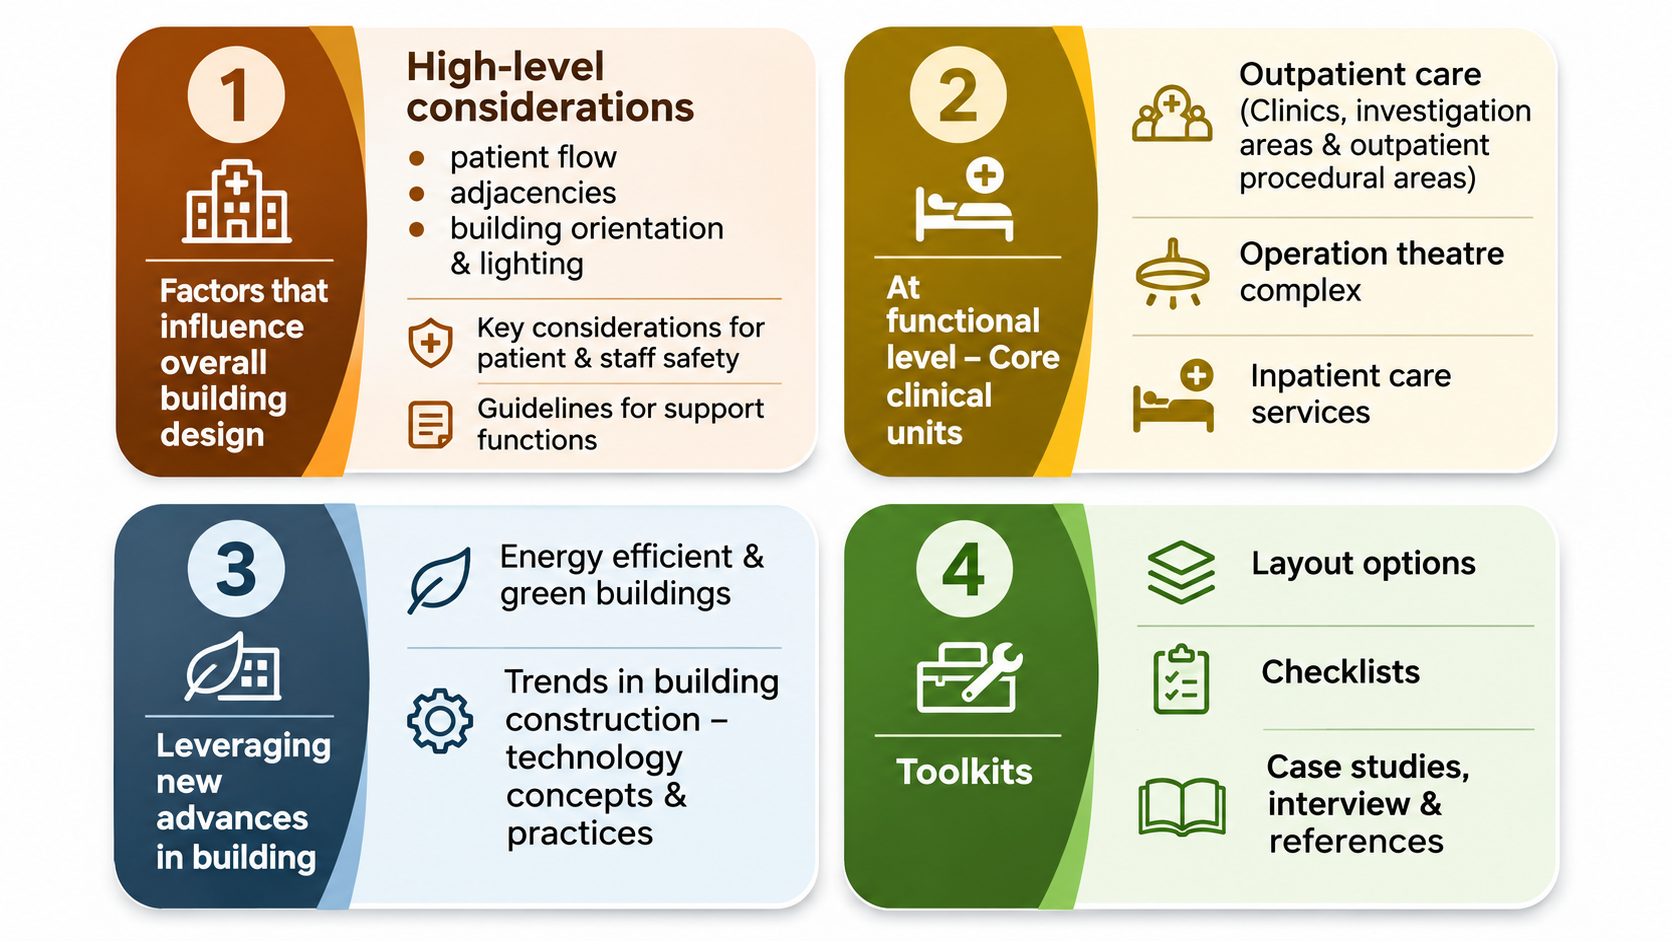 1
Factors that
influence
overall
building
design
High-level
considerations
• patient flow
• adjacencies
• building orientation
& lighting
Key considerations for
patient & staff safety
Guidelines for support
functions
2
At
functional
level – Core
clinical
units
Outpatient care
(Clinics, investigation
areas & outpatient
procedural areas)
Operation theatre
complex
Inpatient care
services
3
Leveraging
new
advances
in building
Energy efficient &
green buildings
Trends in building
construction –
technology
concepts &
practices
4
Toolkits
Layout options
Checklists
Case studies,
interview &
references